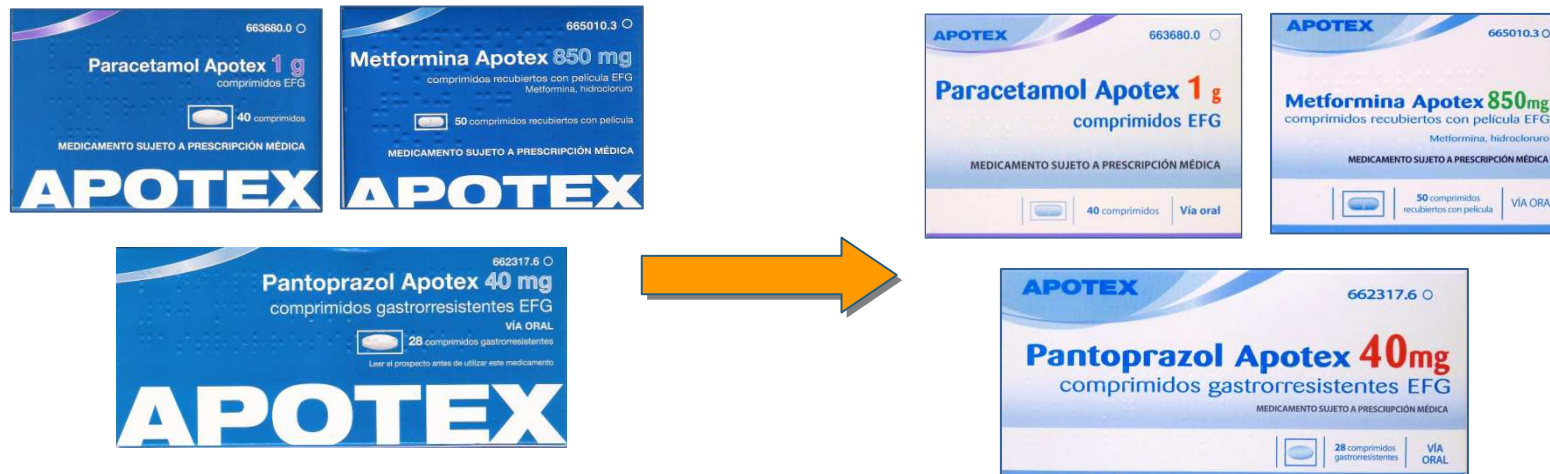 663680.0
Paracetamol Apotex 1 g
comprimidos EFG
40 comprimidos
MEDICAMENTO SUJETO A PRESCRIPCIÓN MÉDICA
APOTEX
665010.3
Metformina Apotex 850 mg
comprimidos recubiertos con película EFG
Metformina, hidrocloruro
50 comprimidos recubiertos con película
MEDICAMENTO SUJETO A PRESCRIPCIÓN MÉDICA
APOTEX
662317.6
Pantoprazol Apotex 40 mg
comprimidos gastrorresistentes EFG
VÍA ORAL
28 comprimidos gastrorresistentes
Leer el prospecto antes de utilizar este medicamento
APOTEX
APOTEX 663680.0
Paracetamol Apotex 1 g
comprimidos EFG
MEDICAMENTO SUJETO A PRESCRIPCIÓN MÉDICA
40 comprimidos Vía oral
APOTEX 665010.3
Metformina Apotex 850mg
comprimidos recubiertos con película EFG
Metformina, hidrocloruro
MEDICAMENTO SUJETO A PRESCRIPCIÓN MÉDICA
50 comprimidos
recubiertos con película
VÍA ORA
APOTEX 662317.6
Pantoprazol Apotex 40mg
comprimidos gastrorresistentes EFG
MEDICAMENTO SUJETO A PRESCRIPCIÓN MÉDICA
28 comprimidos
gastrorresistentes
VÍA
ORAL